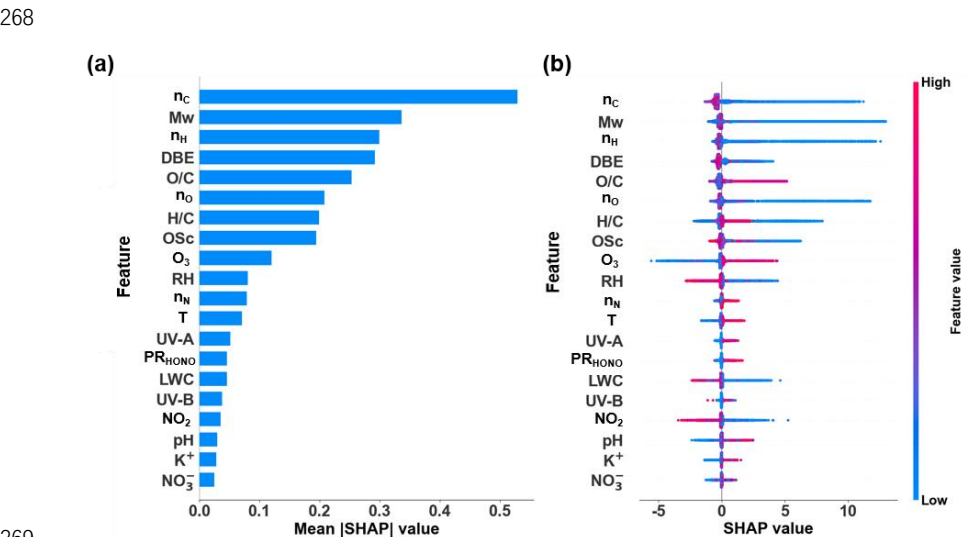 268
(a)
(b)
High
n_C
Mw
n_H
DBE
O/C
n_O
H/C
OSc
O₃
RH
n_N
T
UV-A
PR_HONO
LWC
UV-B
NO₂
pH
K⁺
NO₃⁻
Feature
0.0 0.1 0.2 0.3 0.4 0.5
Mean |SHAP| value
n_C
Mw
n_H
DBE
O/C
n_O
H/C
OSc
O₃
RH
n_N
T
UV-A
PR_HONO
LWC
UV-B
NO₂
pH
K⁺
NO₃⁻
Feature
-5 0 5 10
SHAP value
Feature value
Low
269